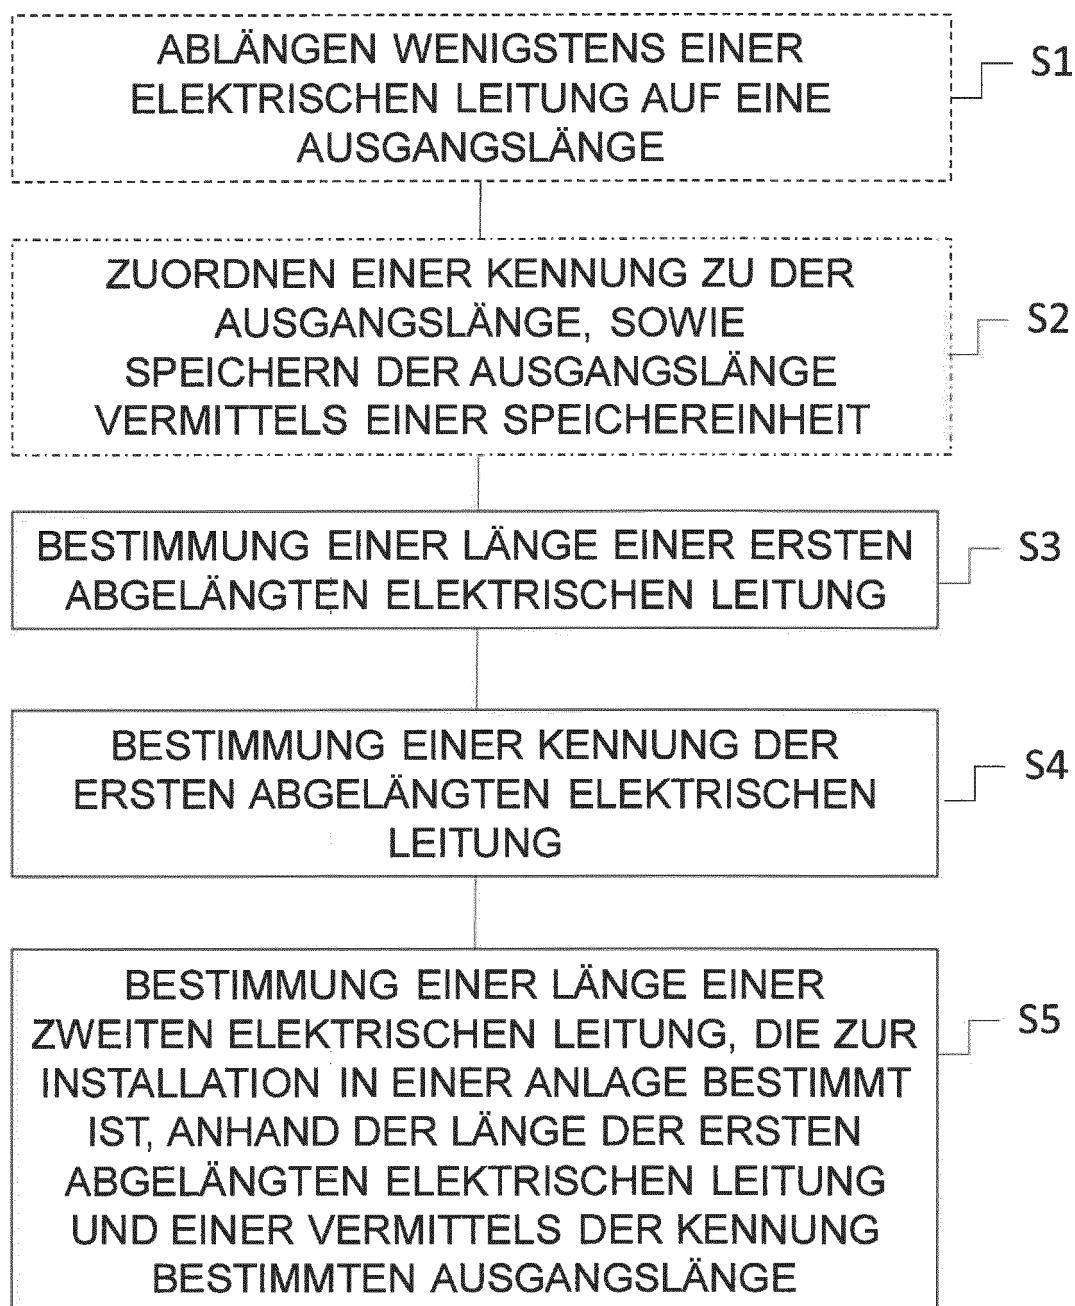 ABLÄNGEN WENIGSTENS EINER
ELEKTRISCHEN LEITUNG AUF EINE
AUSGANGSLÄNGE
S1
ZUORDNEN EINER KENNUNG ZU DER
AUSGANGSLÄNGE, SOWIE
SPEICHERN DER AUSGANGSLÄNGE
VERMITTELS EINER SPEICHEREINHEIT
S2
BESTIMMUNG EINER LÄNGE EINER ERSTEN
ABGELÄNGTEN ELEKTRISCHEN LEITUNG
S3
BESTIMMUNG EINER KENNUNG DER
ERSTEN ABGELÄNGTEN ELEKTRISCHEN
LEITUNG
S4
BESTIMMUNG EINER LÄNGE EINER
ZWEITEN ELEKTRISCHEN LEITUNG, DIE ZUR
INSTALLATION IN EINER ANLAGE BESTIMMT
IST, ANHAND DER LÄNGE DER ERSTEN
ABGELÄNGTEN ELEKTRISCHEN LEITUNG
UND EINER VERMITTELS DER KENNUNG
BESTIMMTEN AUSGANGSLÄNGE
S5